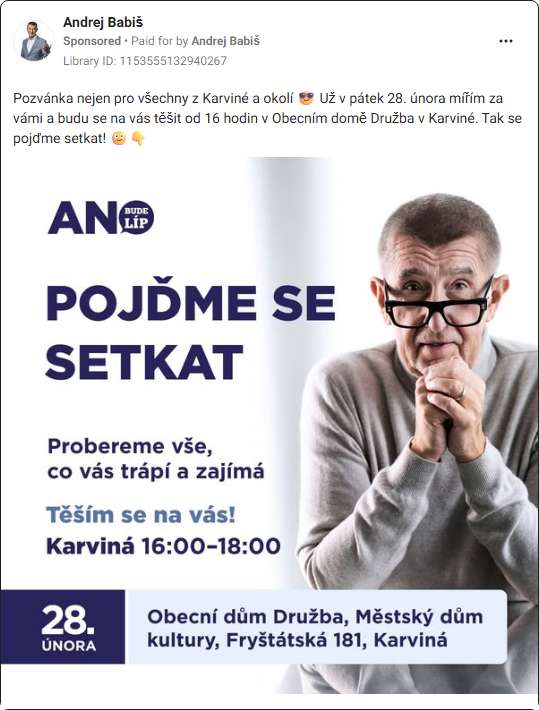 Andrej Babiš
Sponsored • Paid for by Andrej Babiš
Library ID: 1153555132940267
Pozvánka nejen pro všechny z Karviné a okolí 😎 Už v pátek 28. února mířím za
vámi a budu se na vás těšit od 16 hodin v Obecním domě Družba v Karviné. Tak se
pojďme setkat! 😉👇
ANO
BUDE
LÍP
POJĎME SE
SETKAT
Probereme vše,
co vás trápí a zajímá
Těším se na vás!
Karviná 16:00–18:00
28.
ÚNORA
Obecní dům Družba, Městský dům
kultury, Fryštátská 181, Karviná